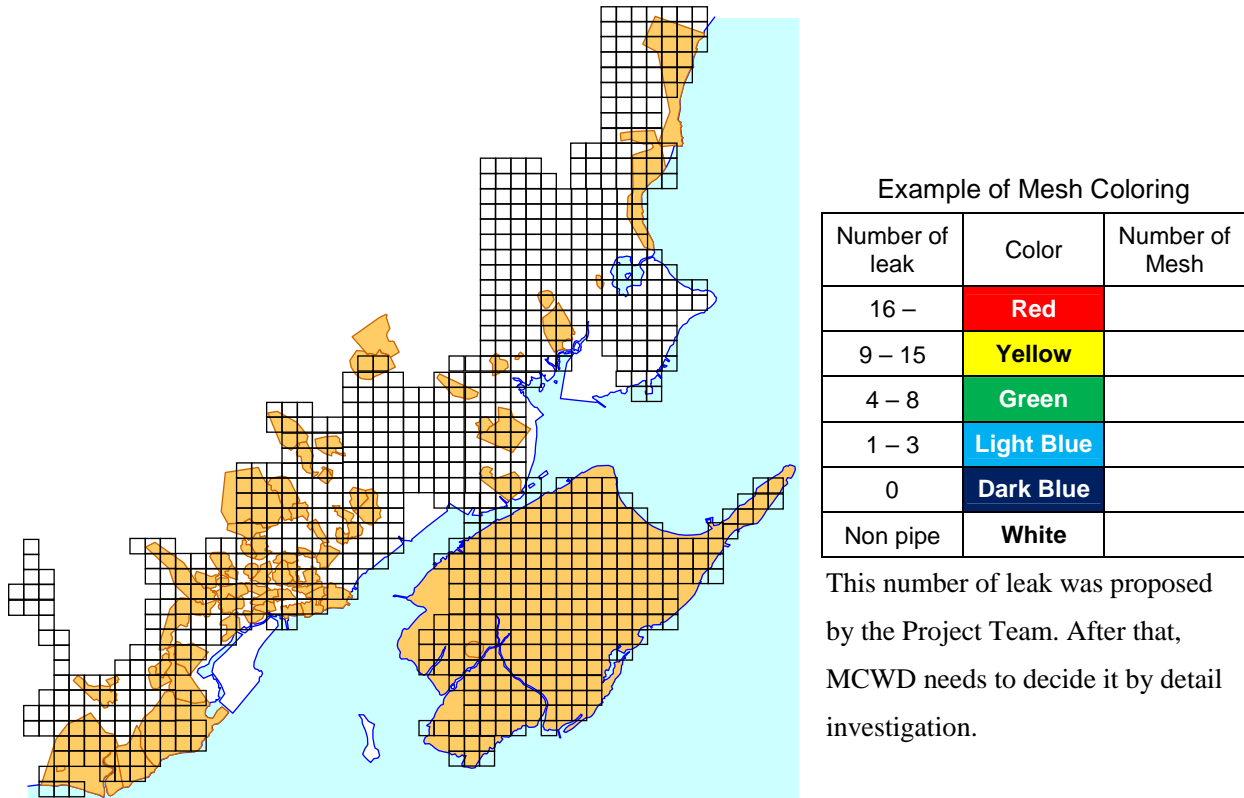 Example of Mesh Coloring
Number of leak Color Number of Mesh
16 – Red
9 – 15 Yellow
4 – 8 Green
1 – 3 Light Blue
0 Dark Blue
Non pipe White
This number of leak was proposed
by the Project Team. After that,
MCWD needs to decide it by detail
investigation.